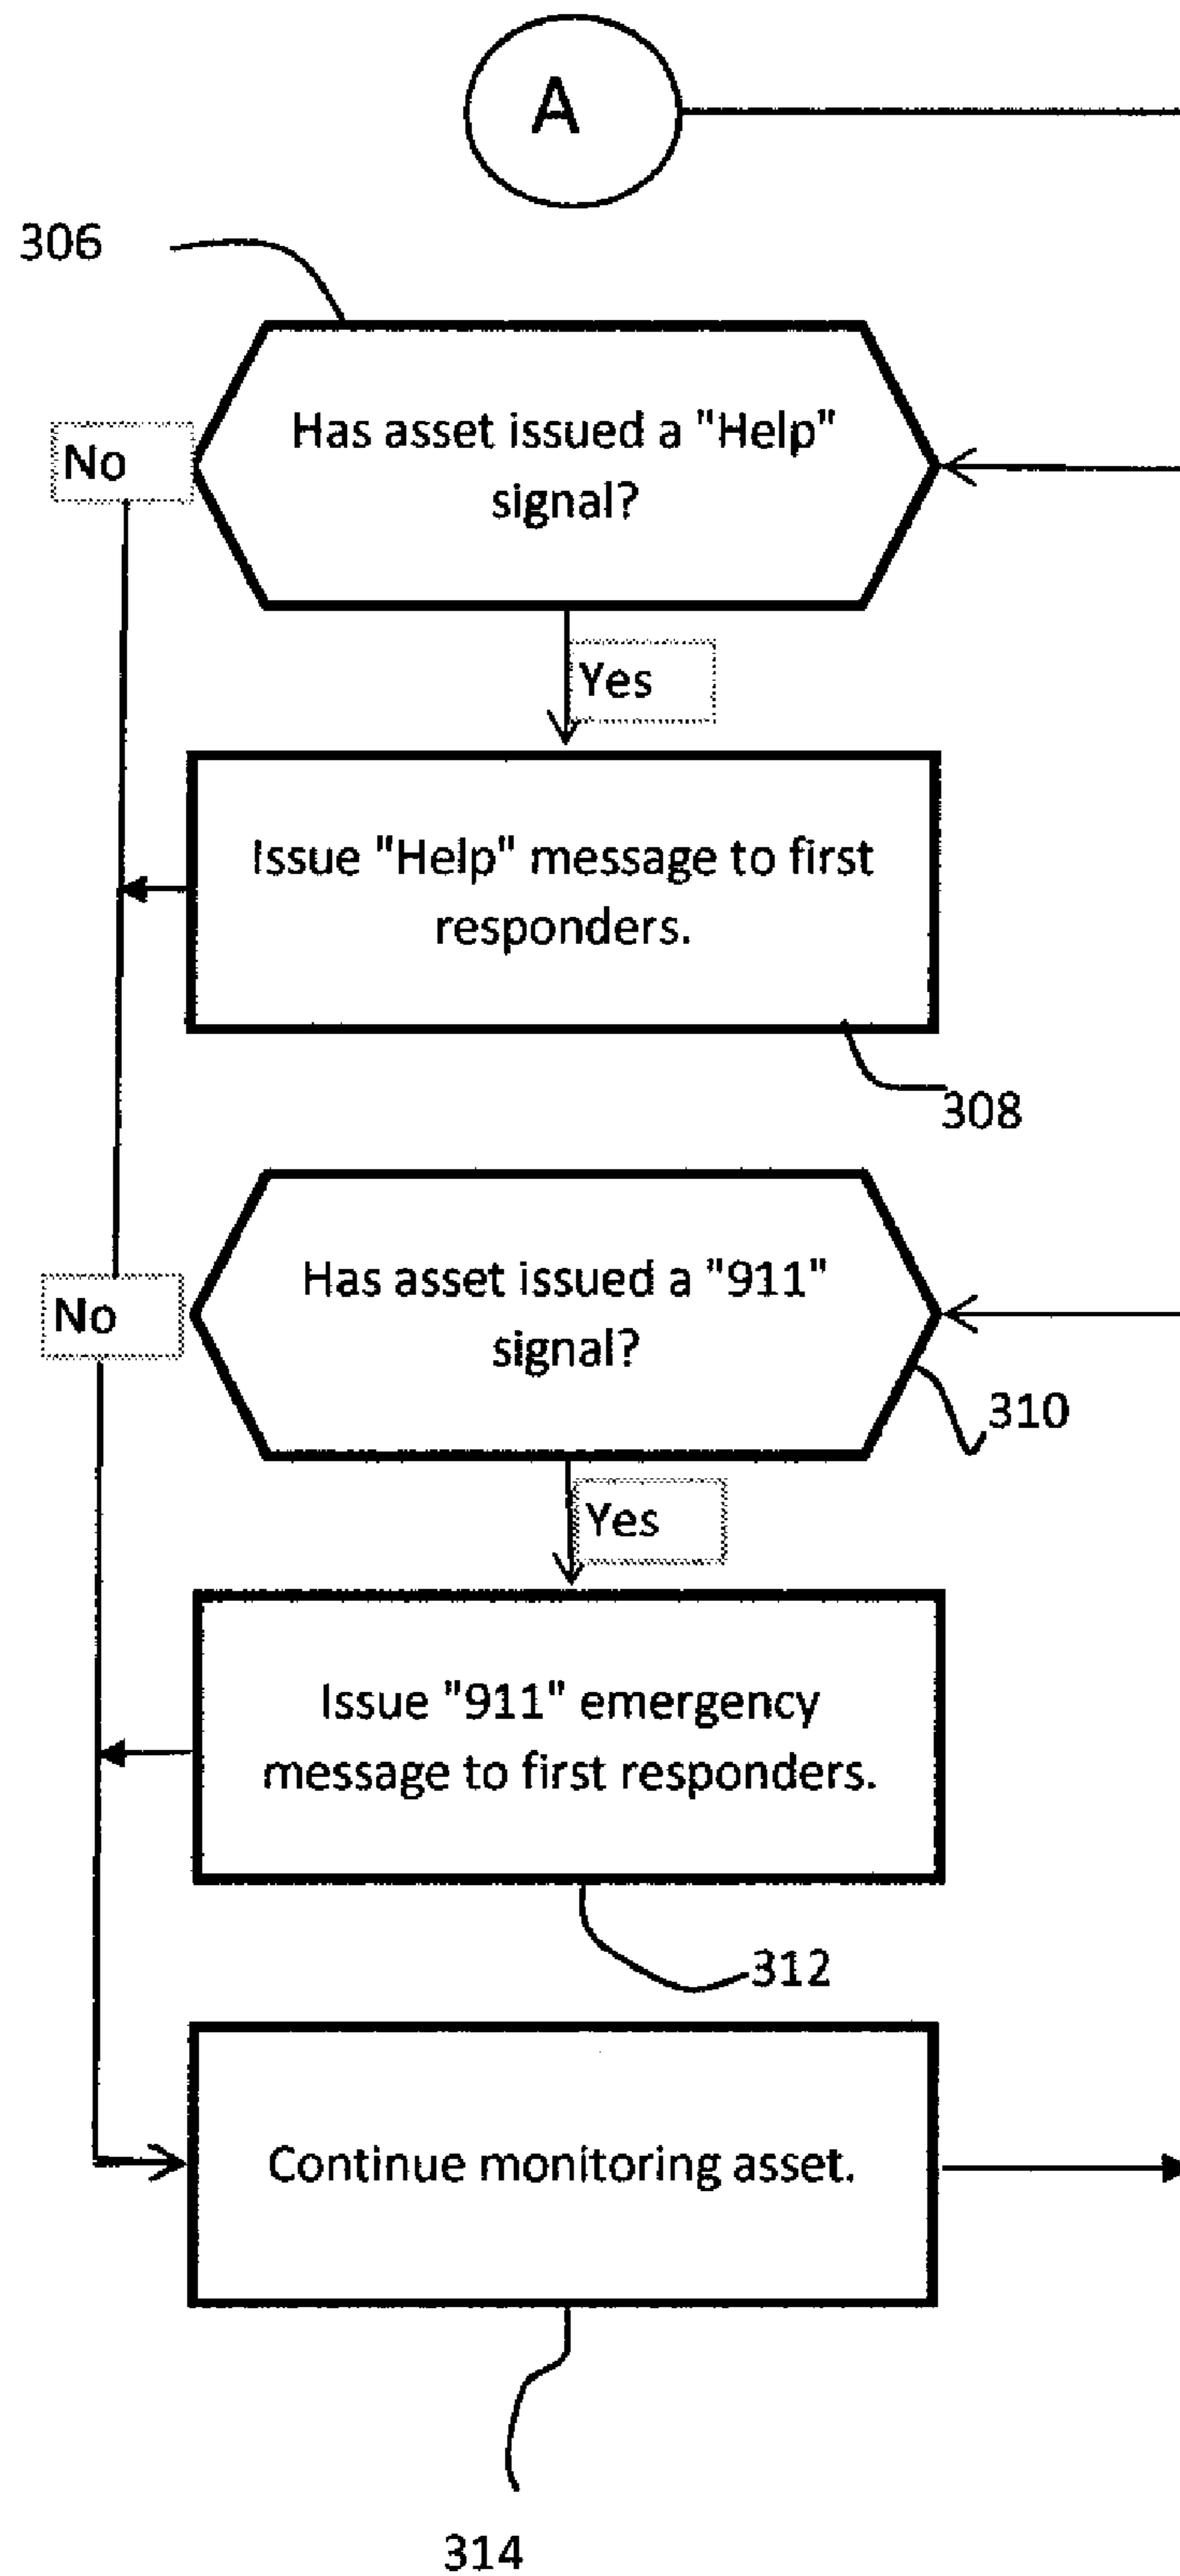 A
306
Has asset issued a "Help"
signal?
No
Yes
Issue "Help" message to first
responders.
308
Has asset issued a "911"
signal?
No
310
Yes
Issue "911" emergency
message to first responders.
312
Continue monitoring asset.
314